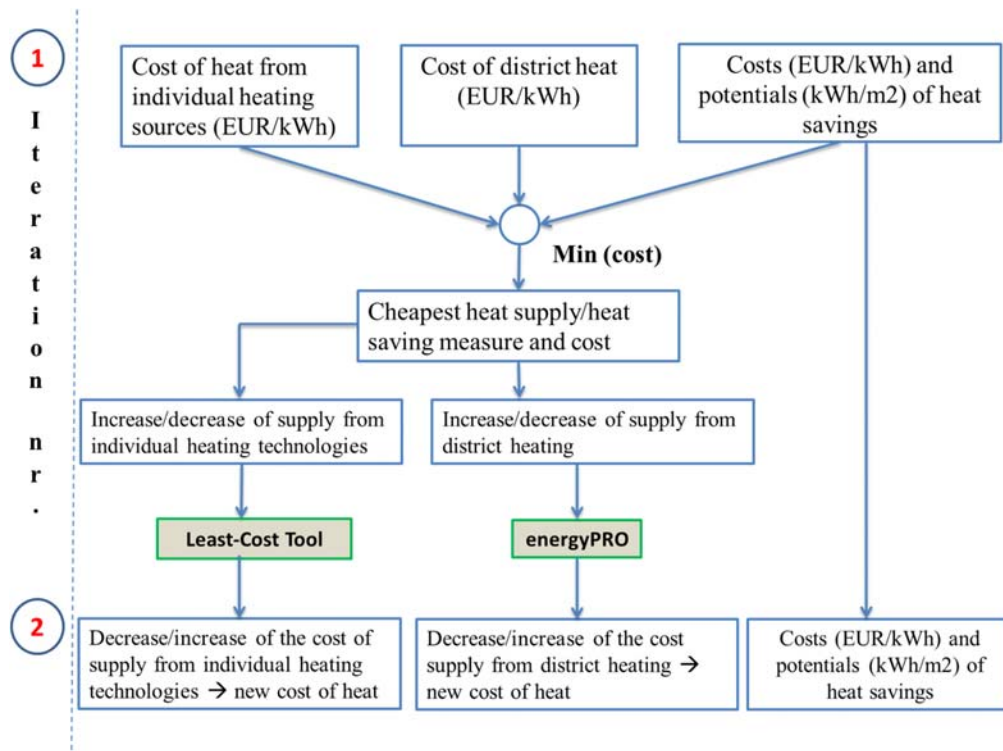 1
Iteration nr.
Cost of heat from
individual heating
sources (EUR/kWh)
Cost of district heat
(EUR/kWh)
Costs (EUR/kWh) and
potentials (kWh/m2) of heat
savings
Min (cost)
Cheapest heat supply/heat
saving measure and cost
Increase/decrease of supply from
individual heating technologies
Increase/decrease of supply from
district heating
Least-Cost Tool
energyPRO
2
Decrease/increase of the cost of
supply from individual heating
technologies → new cost of heat
Decrease/increase of the cost
supply from district heating →
new cost of heat
Costs (EUR/kWh) and
potentials (kWh/m2) of
heat savings